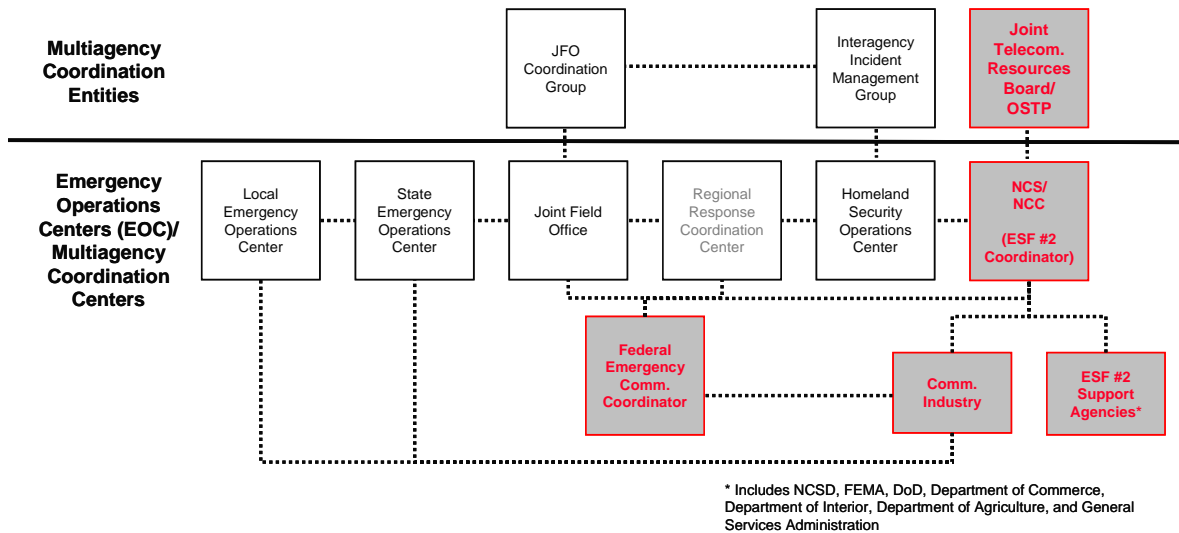 Multiagency
Coordination
Entities
JFO
Coordination
Group
Interagency
Incident
Management
Group
Joint
Telecom.
Resources
Board/
OSTP
Emergency
Operations
Centers (EOC)/
Multiagency
Coordination
Centers
Local
Emergency
Operations
Center
State
Emergency
Operations
Center
Joint Field
Office
Regional
Response
Coordination
Center
Homeland
Security
Operations
Center
NCS/
NCC
(ESF #2
Coordinator)
Federal
Emergency
Comm.
Coordinator
Comm.
Industry
ESF #2
Support
Agencies*
* Includes NCSD, FEMA, DoD, Department of Commerce,
Department of Interior, Department of Agriculture, and General
Services Administration